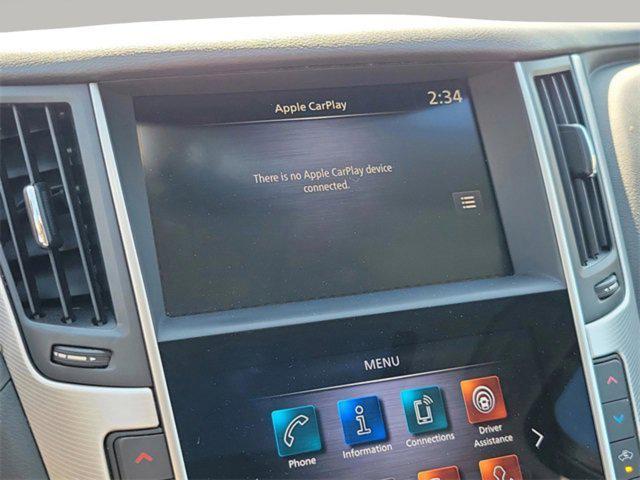 Apple CarPlay
2:34
There is no Apple CarPlay device
connected.
MENU
Phone
Information
Connections
Driver
Assistance